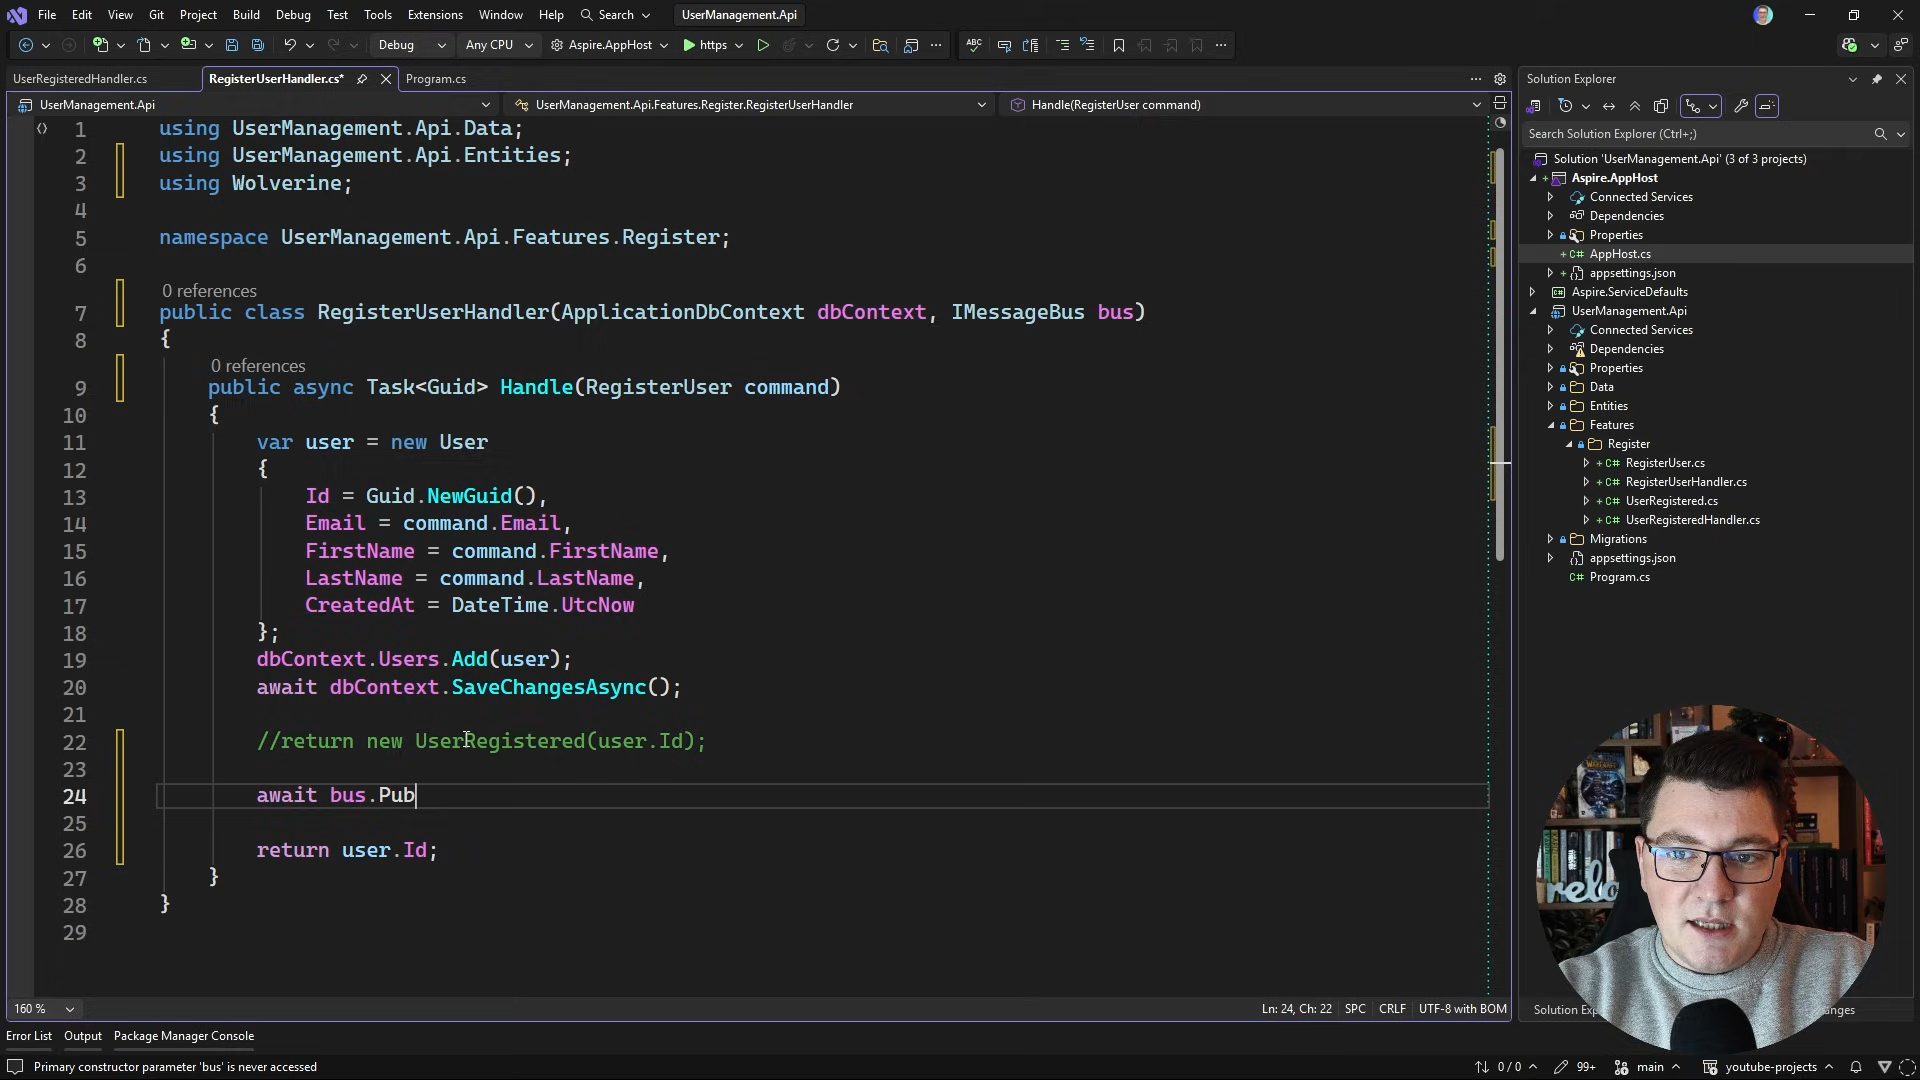 File Edit View Git Project Build Debug Test Tools Extensions Window Help Search UserManagement.Api
Debug Any CPU Aspire.AppHost https
UserRegisteredHandler.cs RegisterUserHandler.cs* Program.cs
UserManagement.Api UserManagement.Api.Features.Register.RegisterUserHandler Handle(RegisterUser command)
1 using UserManagement.Api.Data;
2 using UserManagement.Api.Entities;
3 using Wolverine;
4
5 namespace UserManagement.Api.Features.Register;
6
0 references
7 public class RegisterUserHandler(ApplicationDbContext dbContext, IMessageBus bus)
8 {
0 references
9 public async Task<Guid> Handle(RegisterUser command)
10 {
11 var user = new User
12 {
13 Id = Guid.NewGuid(),
14 Email = command.Email,
15 FirstName = command.FirstName,
16 LastName = command.LastName,
17 CreatedAt = DateTime.UtcNow
18 };
19 dbContext.Users.Add(user);
20 await dbContext.SaveChangesAsync();
21
22 //return new UserRegistered(user.Id);
23
24 await bus.Pub
25
26 return user.Id;
27 }
28 }
29
160 % Ln: 24, Ch: 22 SPC CRLF UTF-8 with BOM
Solution Explorer
Search Solution Explorer (Ctrl+;)
Solution 'UserManagement.Api' (3 of 3 projects)
Aspire.AppHost
Connected Services
Dependencies
Properties
C# AppHost.cs
appsettings.json
C# Aspire.ServiceDefaults
UserManagement.Api
Connected Services
Dependencies
Properties
Data
Entities
Features
Register
C# RegisterUser.cs
C# RegisterUserHandler.cs
C# UserRegistered.cs
C# UserRegisteredHandler.cs
Migrations
appsettings.json
Program.cs
Error List Output Package Manager Console
Primary constructor parameter 'bus' is never accessed
0 / 0 99+ main youtube-projects